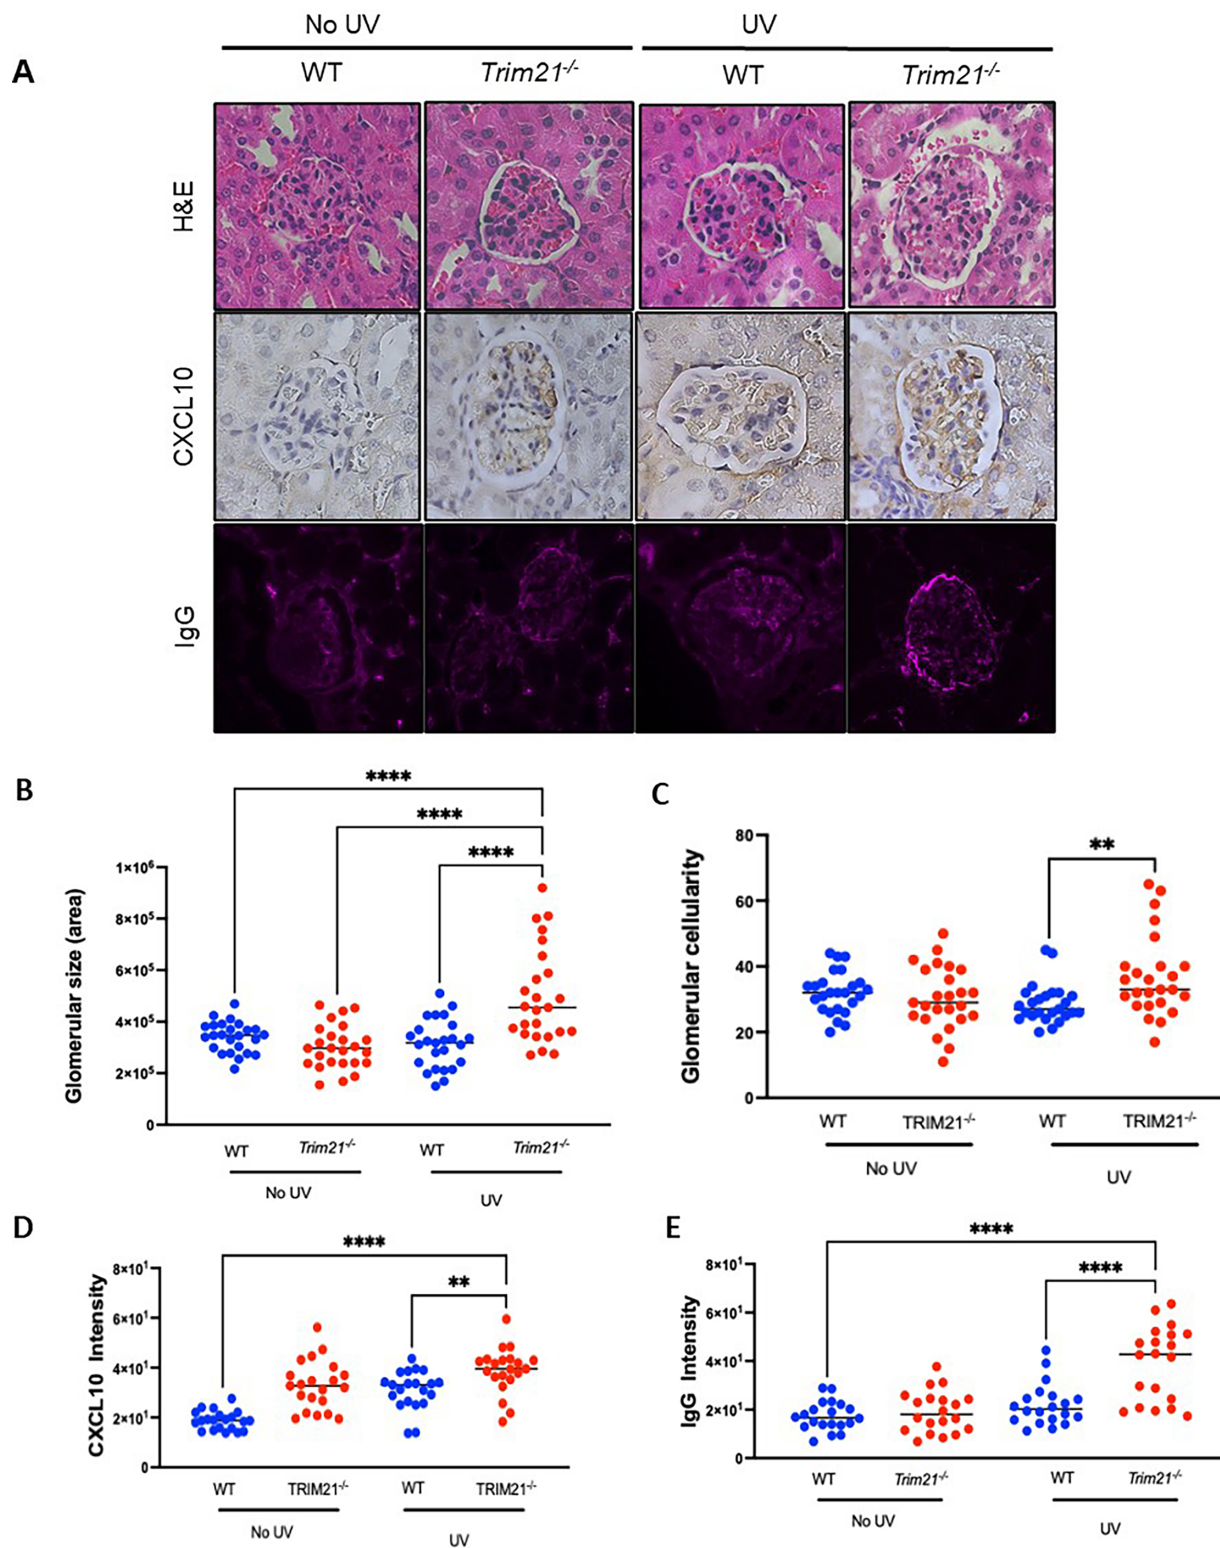 No UV UV
A WT Trim21-/- WT Trim21-/-
H&E
CXCL10
IgG
B
****
****
****
Glomerular size (area)
1×10⁶
8×10⁵
6×10⁵
4×10⁵
2×10⁵
0
WT Trim21-/- WT Trim21-/-
No UV UV
C
**
Glomerular cellularity
80
60
40
20
0
WT TRIM21-/- WT TRIM21-/-
No UV UV
D
****
**
CXCL10 Intensity
8×10¹
6×10¹
4×10¹
2×10¹
0
WT TRIM21-/- WT TRIM21-/-
No UV UV
E
****
****
IgG Intensity
8×10¹
6×10¹
4×10¹
2×10¹
0
WT Trim21-/- WT Trim21-/-
No UV UV